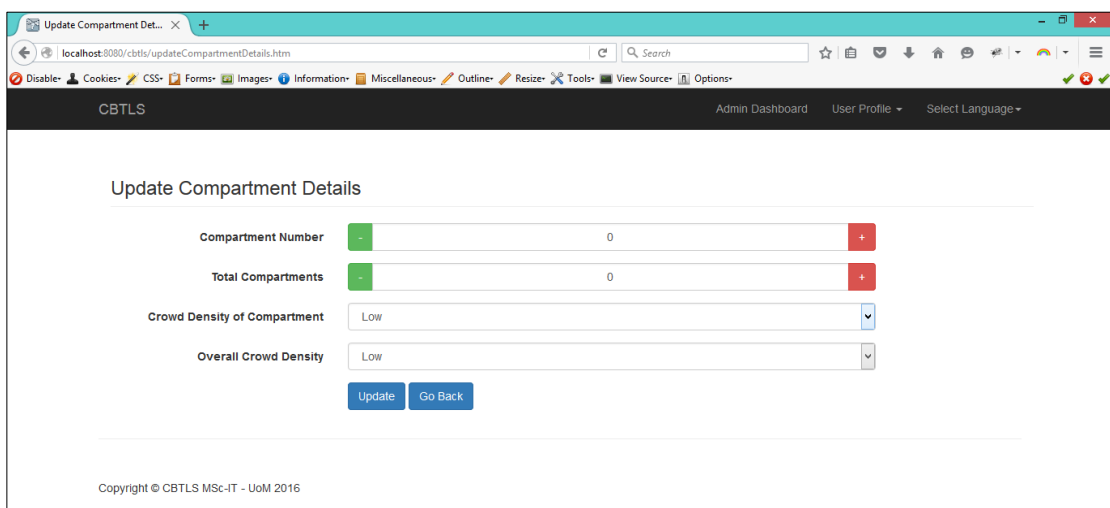 Update Compartment Det... × +
localhost:8080/cbtls/updateCompartmentDetails.htm Search
Disable Cookies CSS Forms Images Information Miscellaneous Outline Resize Tools View Source Options
CBTLS Admin Dashboard User Profile Select Language
Update Compartment Details
Compartment Number - 0 +
Total Compartments - 0 +
Crowd Density of Compartment Low
Overall Crowd Density Low
Update Go Back
Copyright © CBTLS MSc-IT - UoM 2016